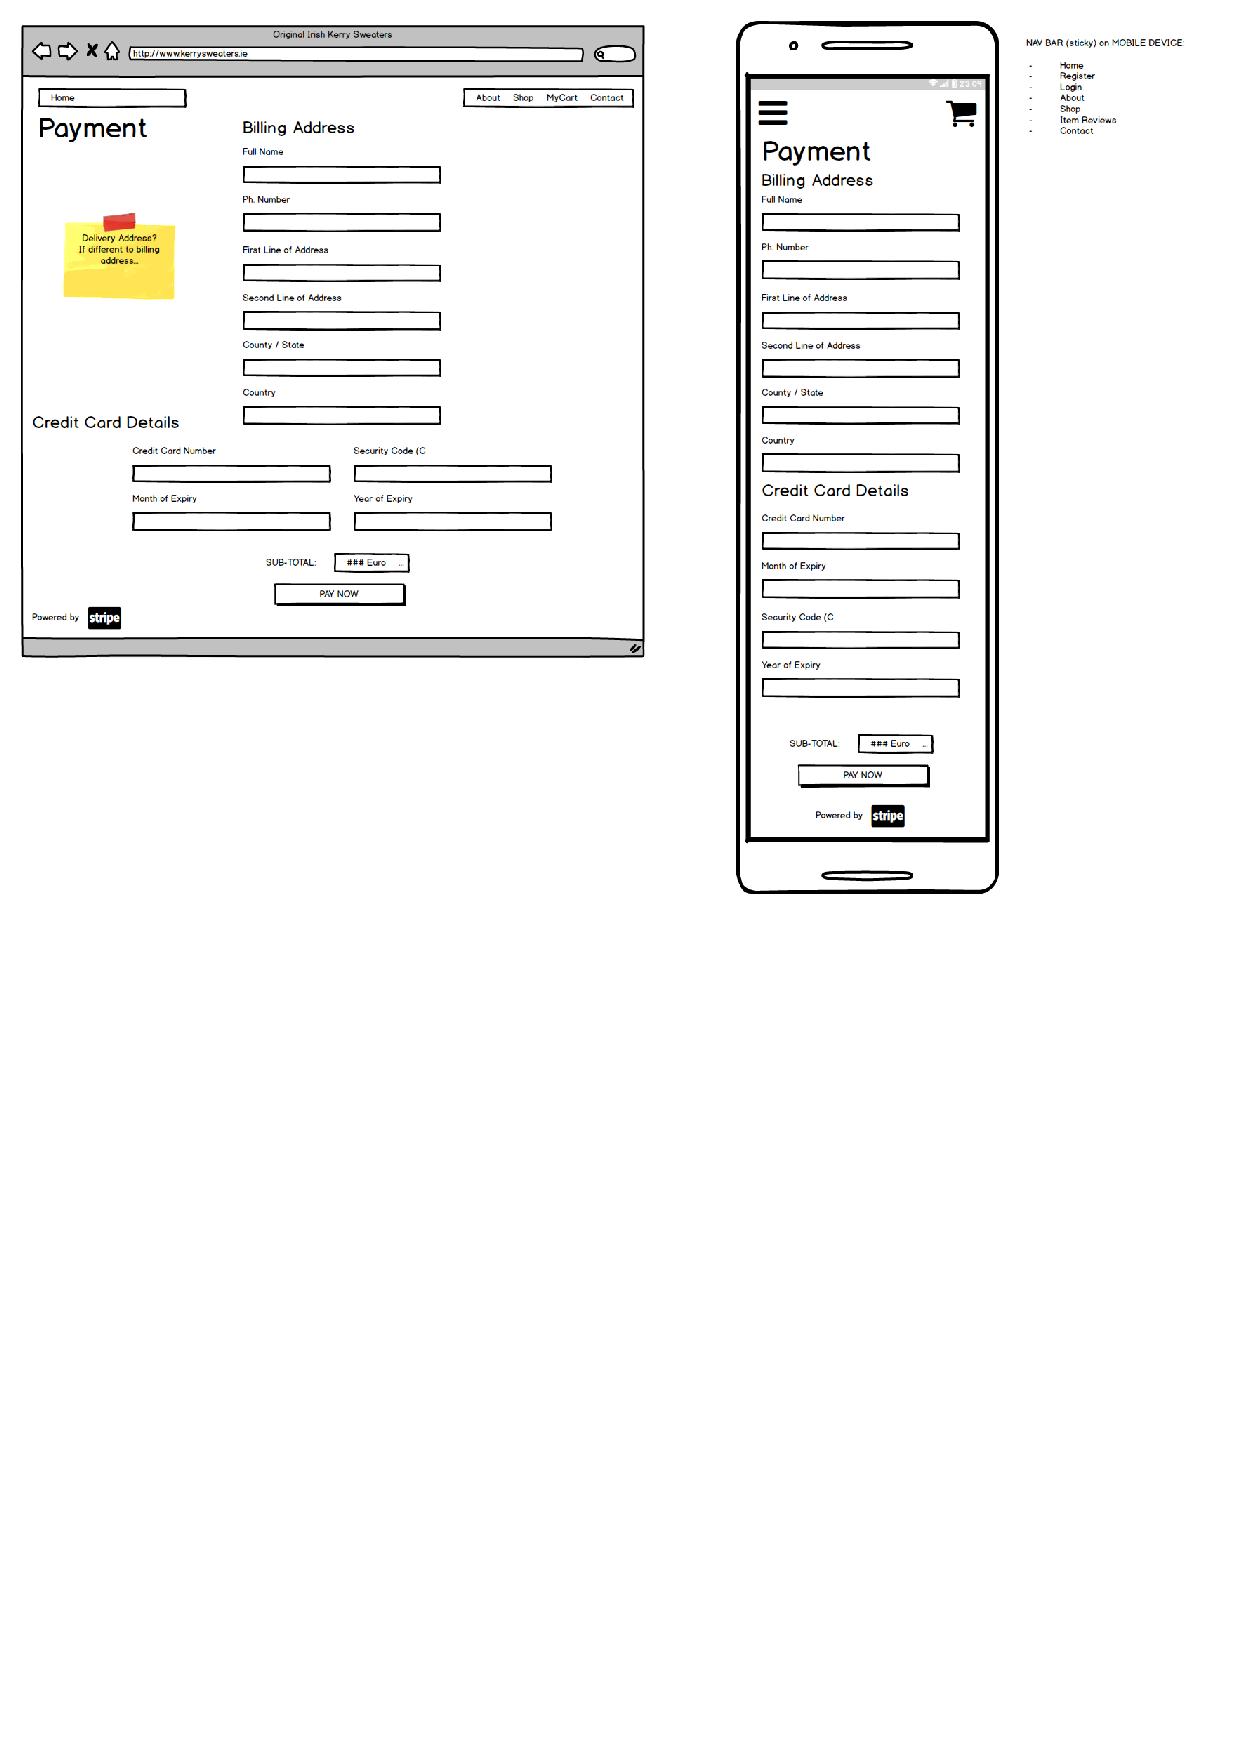 Original Irish Kerry Sweaters
http://www.kerrysweaters.ie
Home
About Shop MyCart Contact
Payment
Billing Address
Full Name
Ph. Number
Delivery Address?
If different to billing
address...
First Line of Address
Second Line of Address
County / State
Country
Credit Card Details
Credit Card Number
Security Code (C
Month of Expiry
Year of Expiry
SUB-TOTAL:
### Euro ...
PAY NOW
Powered by stripe
Payment
Billing Address
Full Name
Ph. Number
First Line of Address
Second Line of Address
County / State
Country
Credit Card Details
Credit Card Number
Month of Expiry
Security Code (C
Year of Expiry
SUB-TOTAL:
### Euro ...
PAY NOW
Powered by stripe
NAV BAR (sticky) on MOBILE DEVICE:
- Home
- Register
- Login
- About
- Shop
- Item Reviews
- Contact